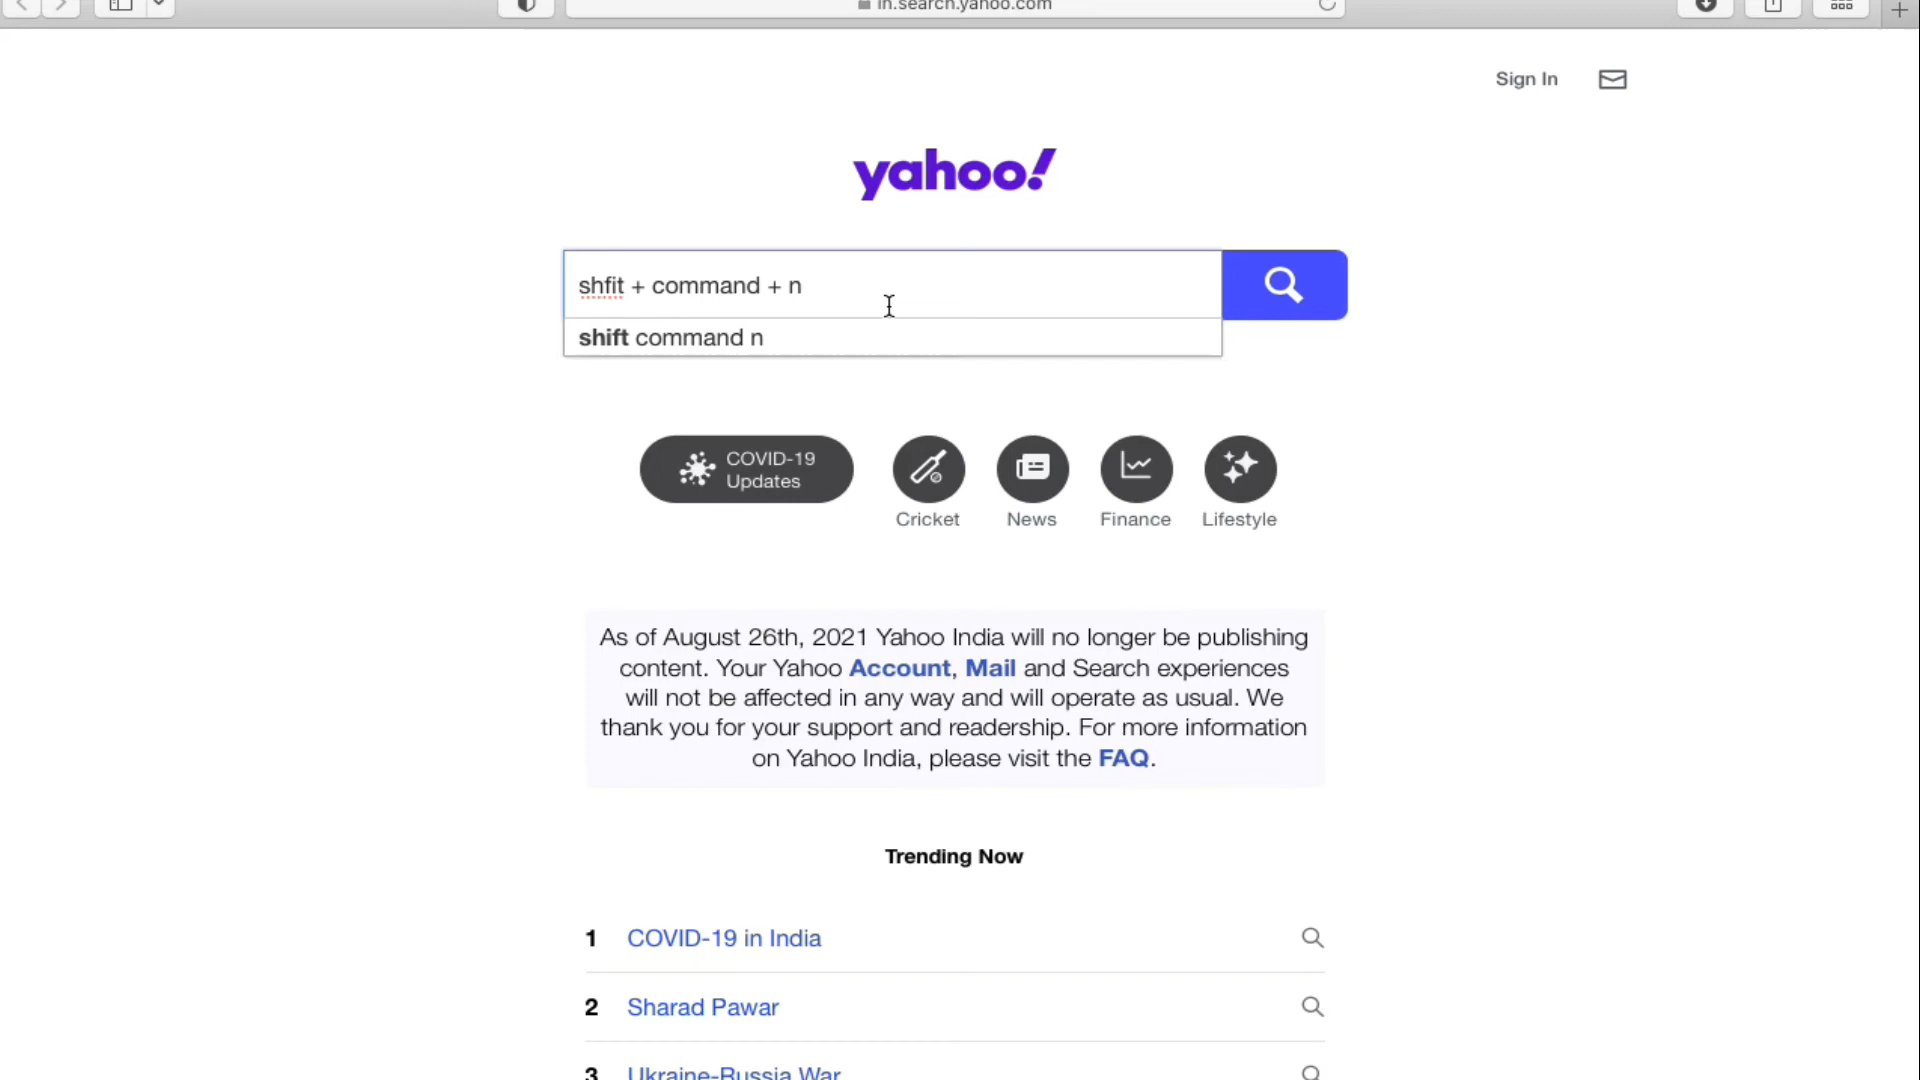 in.search.yahoo.com
Sign In
yahoo!
shfit + command + n
shift command n
COVID-19
Updates
Cricket
News
Finance
Lifestyle
As of August 26th, 2021 Yahoo India will no longer be publishing
content. Your Yahoo Account, Mail and Search experiences
will not be affected in any way and will operate as usual. We
thank you for your support and readership. For more information
on Yahoo India, please visit the FAQ.
Trending Now
1 COVID-19 in India
2 Sharad Pawar
3 Ukraine-Russia War